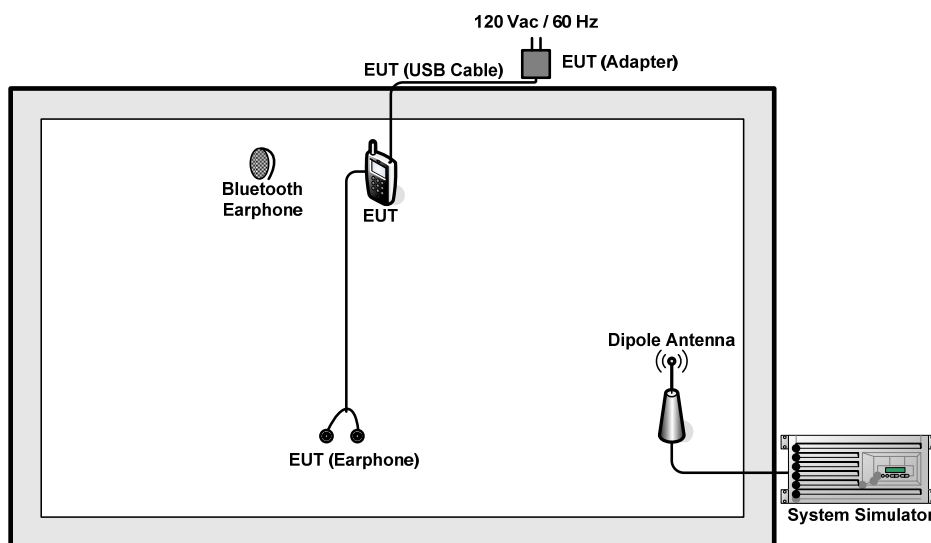 120 Vac / 60 Hz
EUT (USB Cable)
EUT (Adapter)
Bluetooth
Earphone
EUT
Dipole Antenna
EUT (Earphone)
System Simulator